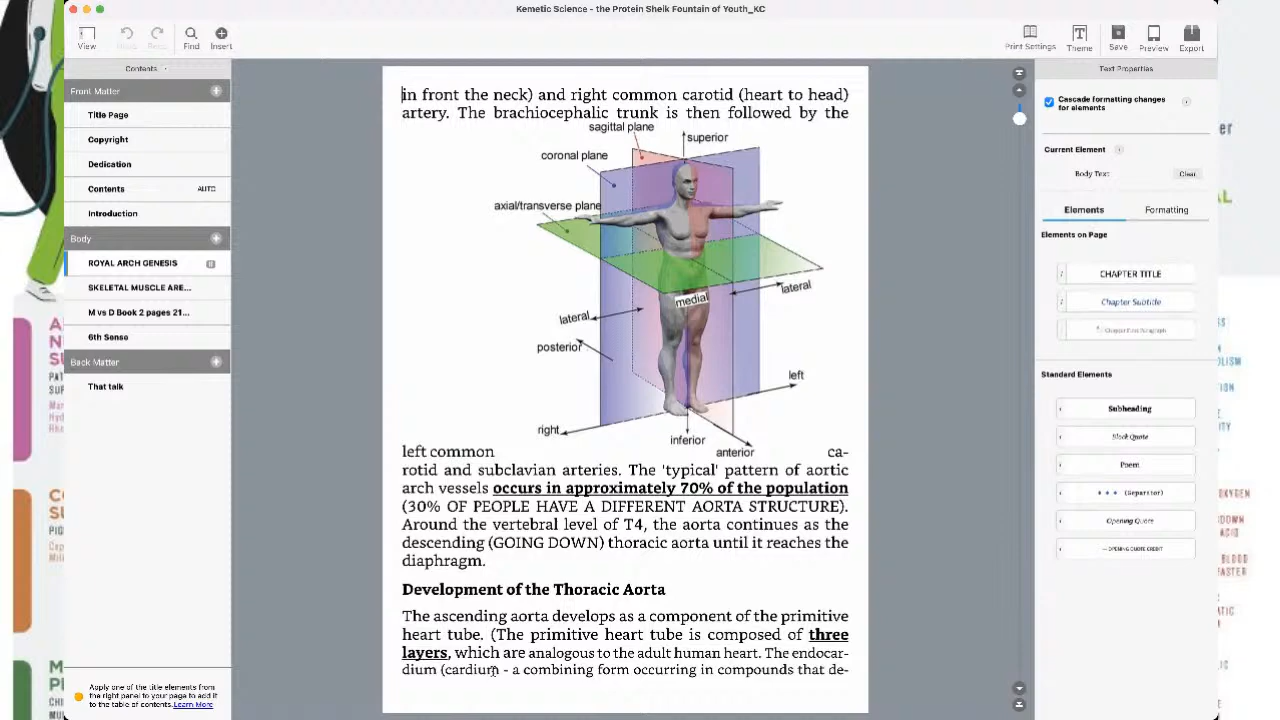 Kemetic Science - the Protein Sheik Fountain of Youth_KC
View
Find
Insert
Print Settings
Theme
Save
Preview
Export
Contents
Front Matter
Title Page
Copyright
Dedication
Contents
AUTO
Introduction
Body
ROYAL ARCH GENESIS
SKELETAL MUSCLE ARE...
M vs D Book 2 pages 21...
6th Sense
Back Matter
That talk
Apply one of the title elements from
the right panel to your page to add it
to the table of contents. Learn More
in front the neck) and right common carotid (heart to head)
artery. The brachiocephalic trunk is then followed by the
sagittal plane
superior
coronal plane
axial/transverse plane
medial
lateral
lateral
posterior
left
right
inferior
anterior
left common ca-
rotid and subclavian arteries. The 'typical' pattern of aortic
arch vessels occurs in approximately 70% of the population
(30% OF PEOPLE HAVE A DIFFERENT AORTA STRUCTURE).
Around the vertebral level of T4, the aorta continues as the
descending (GOING DOWN) thoracic aorta until it reaches the
diaphragm.
Development of the Thoracic Aorta
The ascending aorta develops as a component of the primitive
heart tube. (The primitive heart tube is composed of three
layers, which are analogous to the adult human heart. The endocar-
dium (cardium - a combining form occurring in compounds that de-
Text Properties
Cascade formatting changes
for elements
Current Element
Body Text
Clear
Elements
Formatting
Elements on Page
CHAPTER TITLE
Chapter Subtitle
Chapter First Paragraph
Standard Elements
Subheading
Block Quote
Poem
(Separator)
Opening Quote
— OPENING QUOTE CREDIT